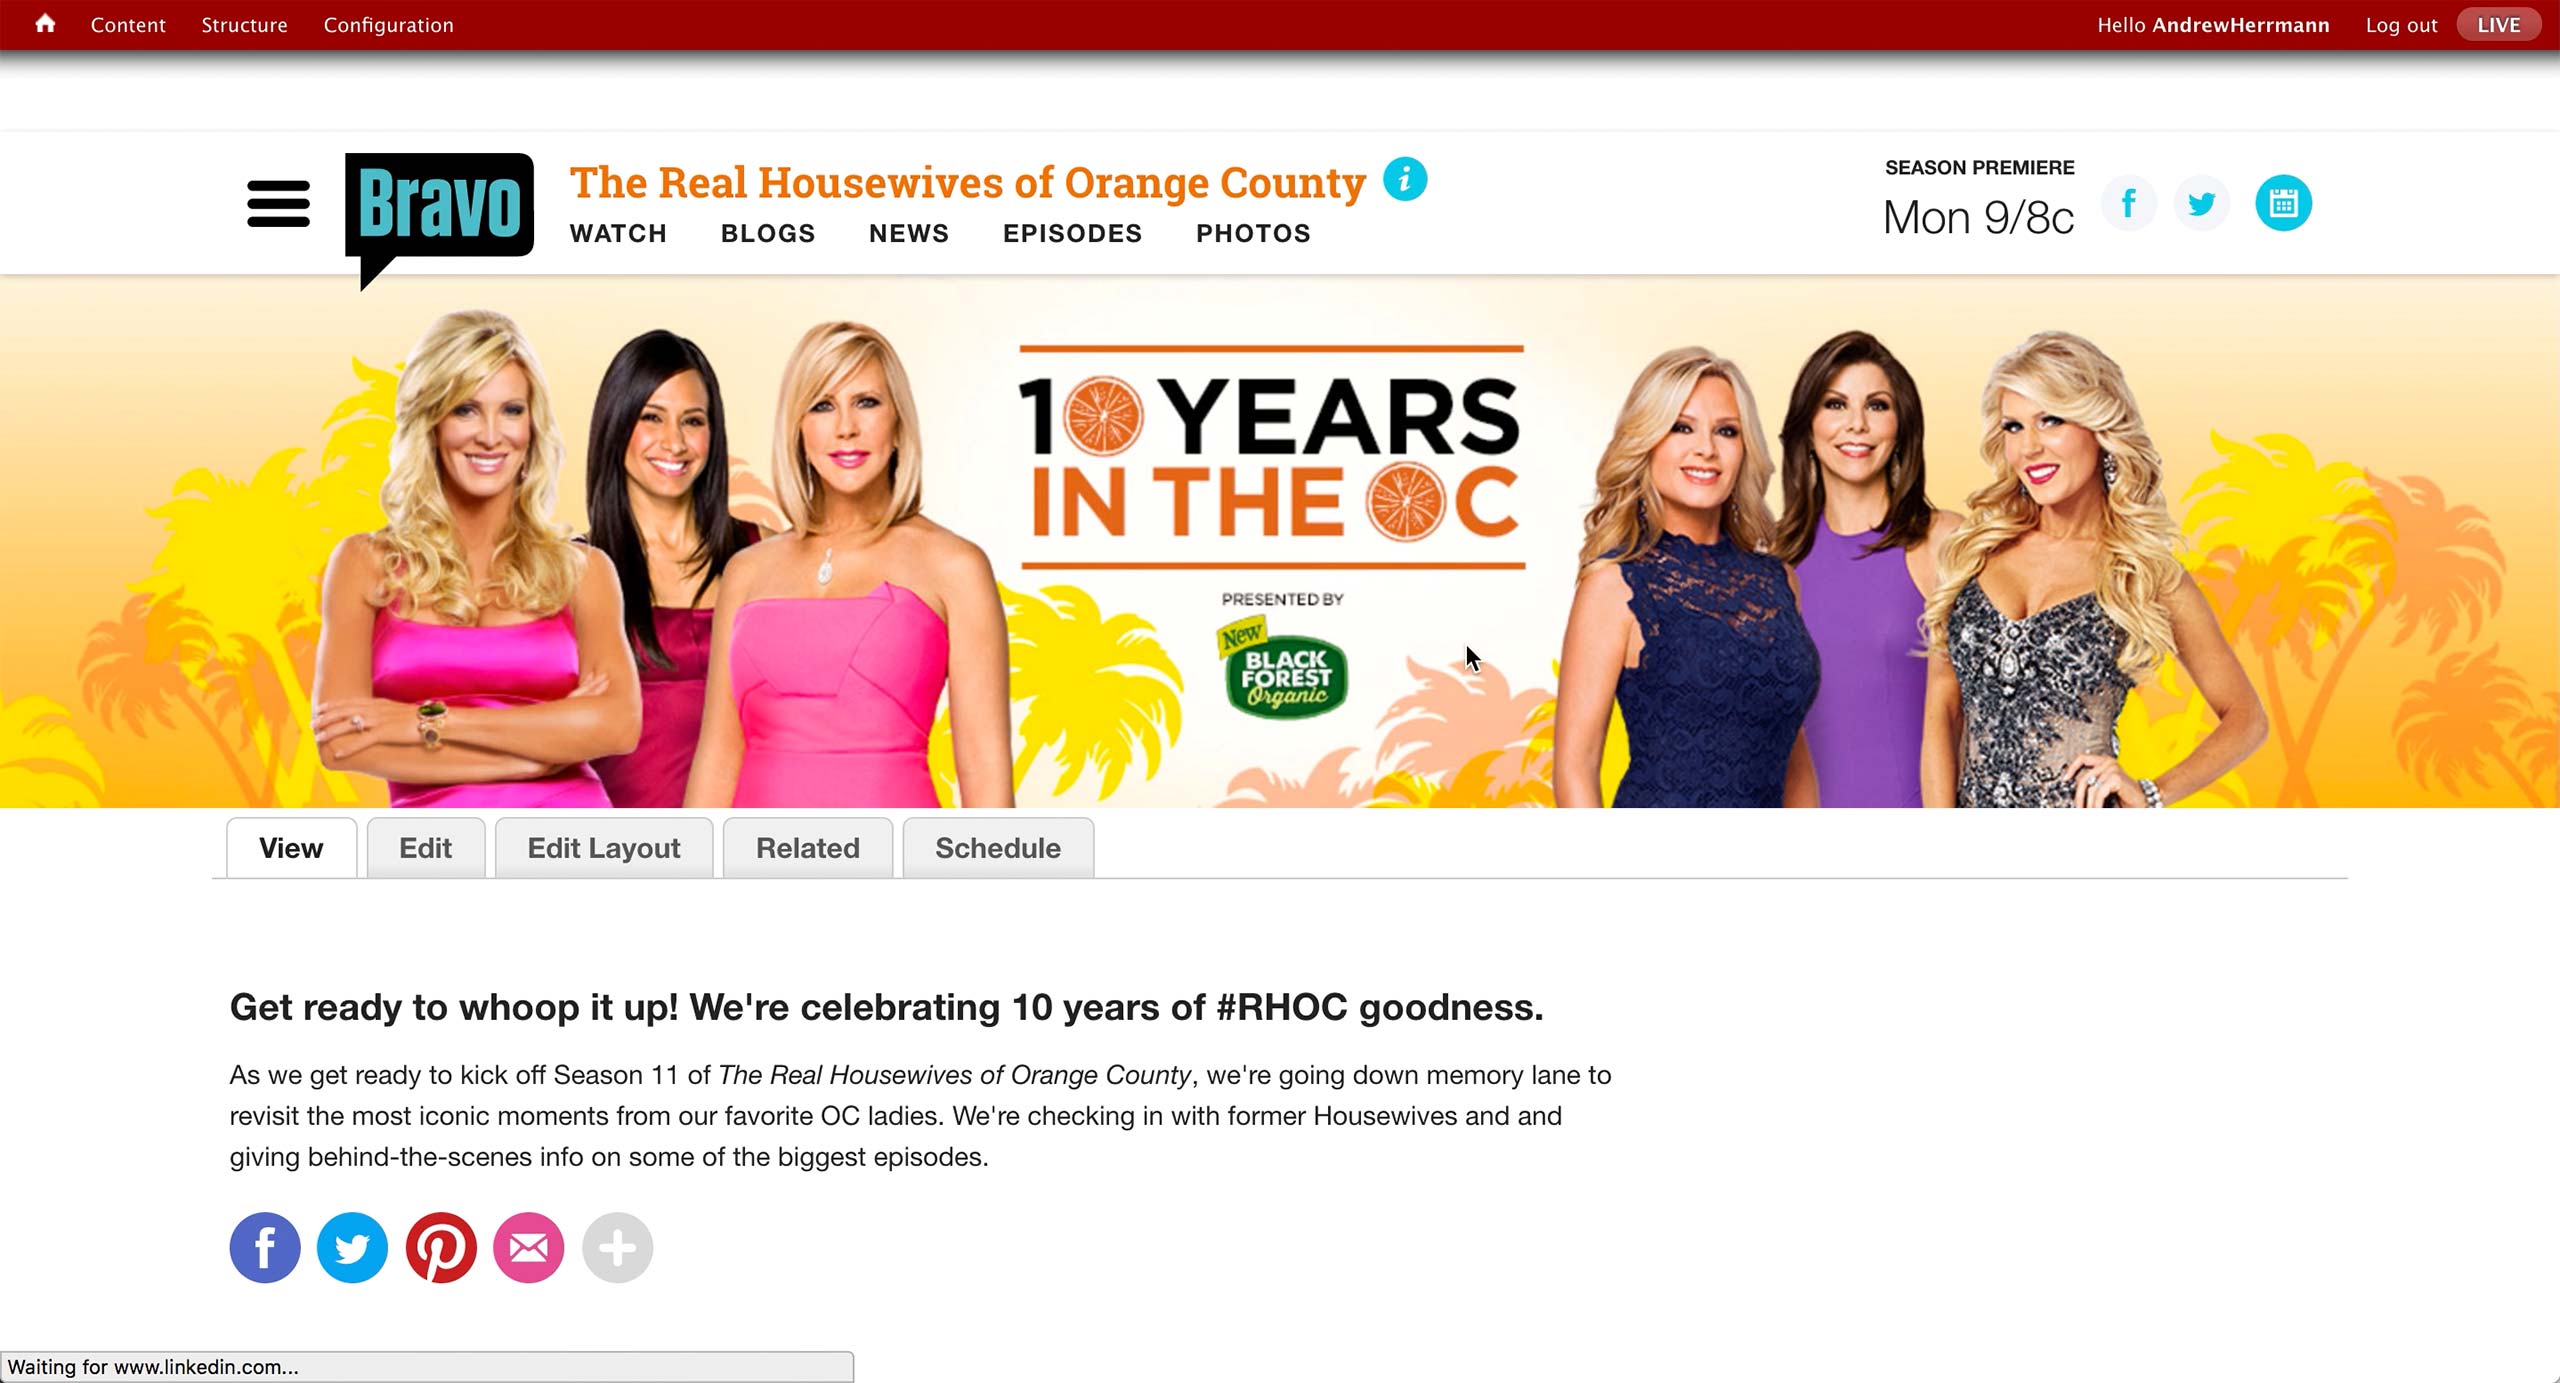 Content Structure Configuration Hello AndrewHerrmann Log out LIVE
Bravo
The Real Housewives of Orange County i
WATCH BLOGS NEWS EPISODES PHOTOS
SEASON PREMIERE
Mon 9/8c
10 YEARS
IN THE OC
PRESENTED BY
New
BLACK
FOREST
Organic
View Edit Edit Layout Related Schedule
Get ready to whoop it up! We're celebrating 10 years of #RHOC goodness.
As we get ready to kick off Season 11 of The Real Housewives of Orange County, we're going down memory lane to
revisit the most iconic moments from our favorite OC ladies. We're checking in with former Housewives and and
giving behind-the-scenes info on some of the biggest episodes.
Waiting for www.linkedin.com...